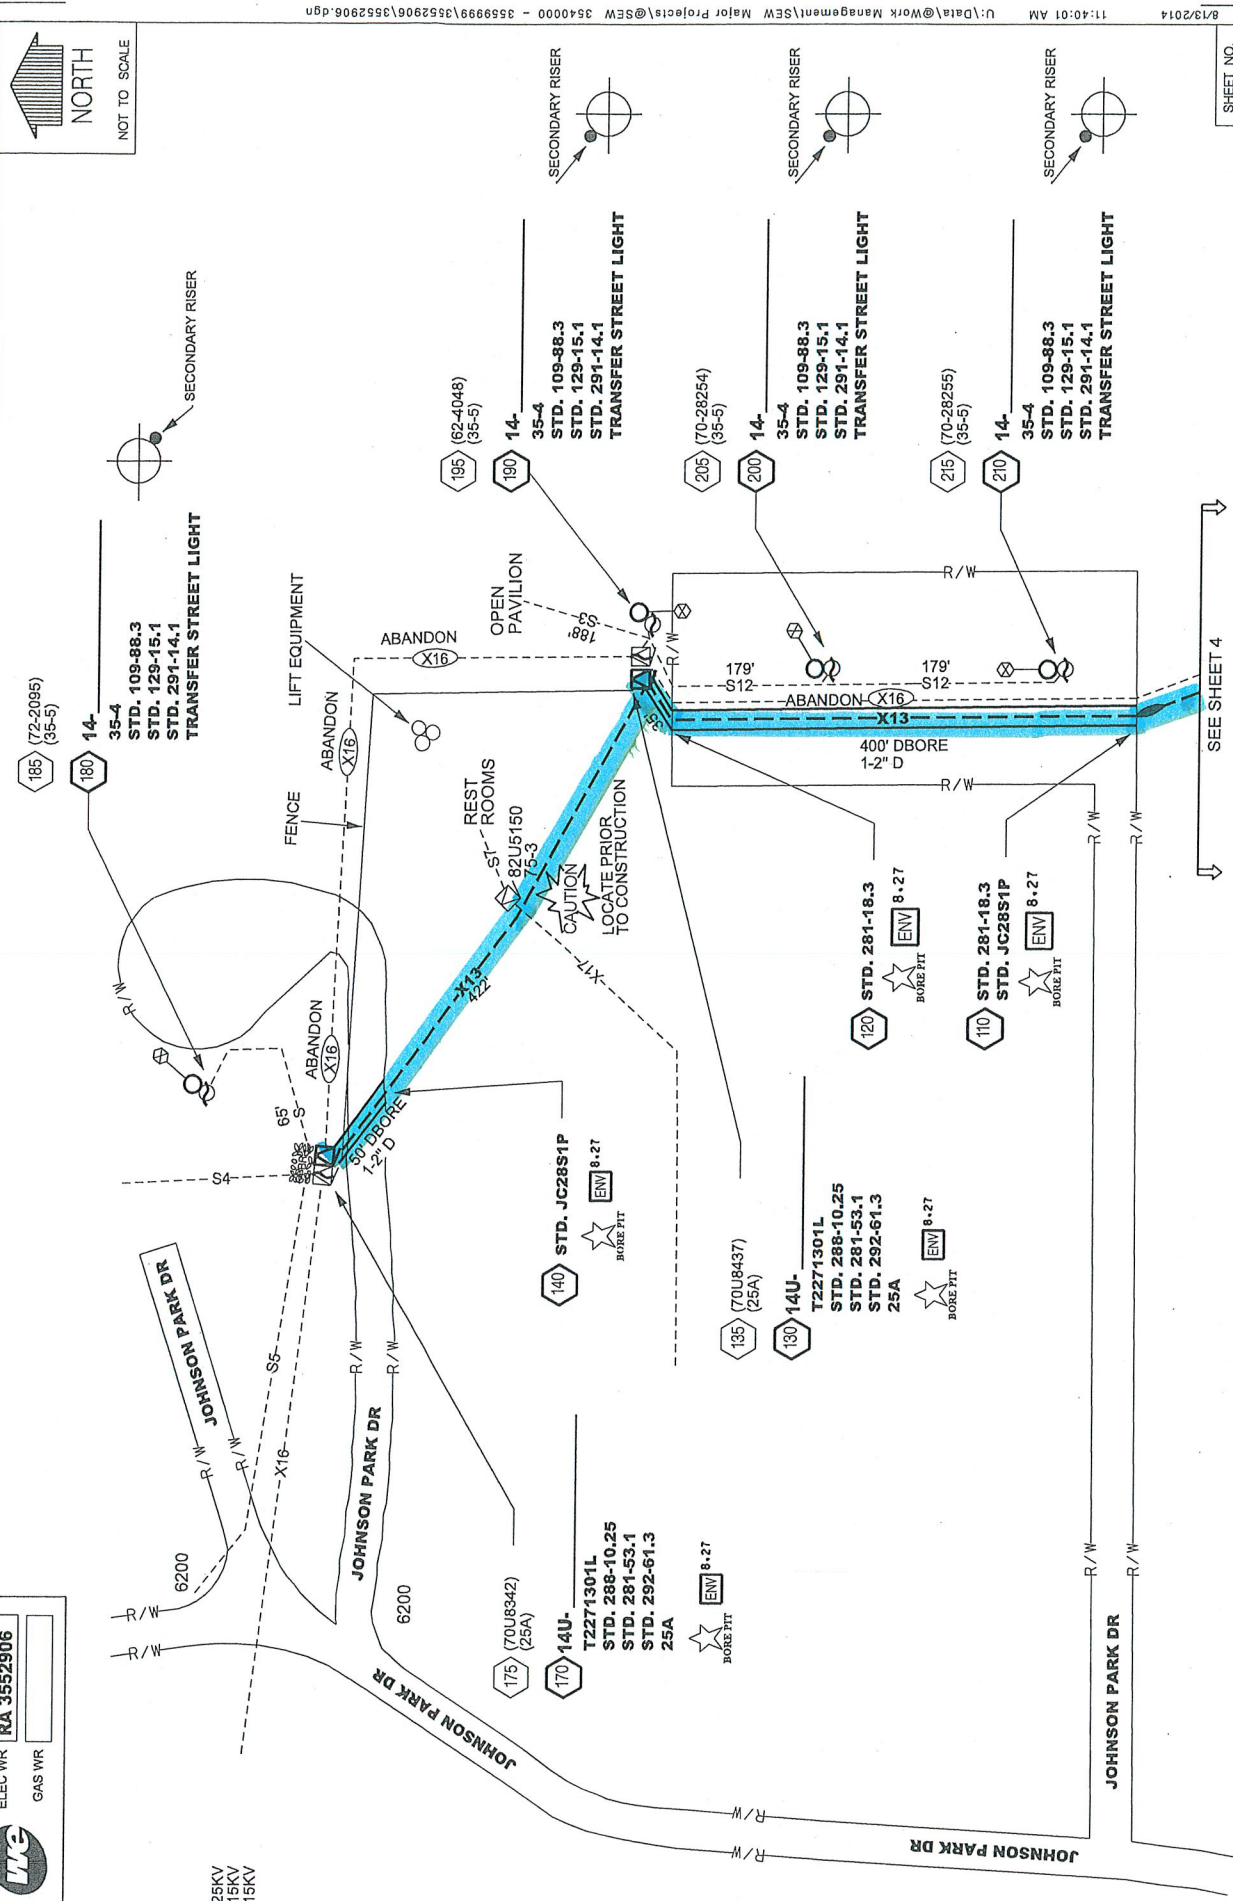 ELEC WR
RA 3552906
GAS WR
25KV
15KV
15KV
NORTH
NOT TO SCALE
8/13/2014
11:40:01 AM
U:\Data\@Work Management\SEW Major Projects\@SEW 3540000 - 3559999\3552906\3552906.dgn
SHEET NO.
185
(72-2095)
(35-5)
180
14-
35-4
STD. 109-88.3
STD. 129-15.1
STD. 291-14.1
TRANSFER STREET LIGHT
SECONDARY RISER
195
(62-4048)
(35-5)
190
14-
35-4
STD. 109-88.3
STD. 129-15.1
STD. 291-14.1
TRANSFER STREET LIGHT
SECONDARY RISER
205
(70-28254)
(35-5)
200
14-
35-4
STD. 109-88.3
STD. 129-15.1
STD. 291-14.1
TRANSFER STREET LIGHT
SECONDARY RISER
215
(70-28255)
(35-5)
210
14-
35-4
STD. 109-88.3
STD. 129-15.1
STD. 291-14.1
TRANSFER STREET LIGHT
SECONDARY RISER
LIFT EQUIPMENT
FENCE
ABANDON
X16
ABANDON
X16
ABANDON
X16
OPEN
PAVILION
188'
S3
REST
ROOMS
S7
82U5150
75-3
CAUTION
LOCATE PRIOR
TO CONSTRUCTION
X17
X13
422'
50' DBORE
1-2" D
65'
S
S4
S5
X16
35'
R/W
R/W
179'
S12
179'
S12
ABANDON
X16
X13
400' DBORE
1-2" D
R/W
R/W
R/W
R/W
SEE SHEET 4
120
STD. 281-18.3
BORE PIT
ENV
8.27
110
STD. 281-18.3
STD. JC28S1P
BORE PIT
ENV
8.27
140
STD. JC28S1P
BORE PIT
ENV
8.27
135
(70U8437)
(25A)
130
14U-
T2271301L
STD. 288-10.25
STD. 281-53.1
STD. 292-61.3
25A
BORE PIT
ENV
8.27
175
(70U8342)
(25A)
170
14U-
T2271301L
STD. 288-10.25
STD. 281-53.1
STD. 292-61.3
25A
BORE PIT
ENV
8.27
JOHNSON PARK DR
R/W
R/W
R/W
R/W
6200
R/W
R/W
JOHNSON PARK DR
6200
JOHNSON PARK DR
R/W
R/W
R/W
R/W
JOHNSON PARK DR
JOHNSON PARK DR
R/W